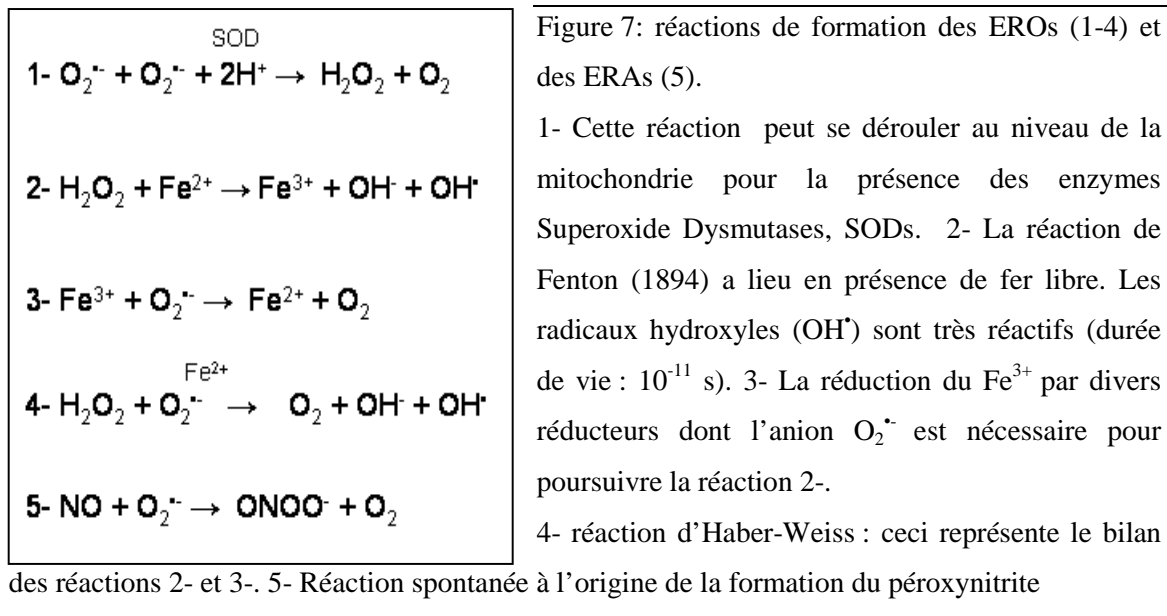 SOD
1- O₂•- + O₂•- + 2H⁺ → H₂O₂ + O₂
2- H₂O₂ + Fe²⁺ → Fe³⁺ + OH⁻ + OH•
3- Fe³⁺ + O₂•- → Fe²⁺ + O₂
Fe²⁺
4- H₂O₂ + O₂•- → O₂ + OH⁻ + OH•
5- NO + O₂•- → ONOO⁻ + O₂
Figure 7: réactions de formation des EROs (1-4) et
des ERAs (5).
1- Cette réaction peut se dérouler au niveau de la
mitochondrie pour la présence des enzymes
Superoxide Dysmutases, SODs. 2- La réaction de
Fenton (1894) a lieu en présence de fer libre. Les
radicaux hydroxyles (OH•) sont très réactifs (durée
de vie : 10⁻¹¹ s). 3- La réduction du Fe³⁺ par divers
réducteurs dont l’anion O₂•- est nécessaire pour
poursuivre la réaction 2-.
4- réaction d’Haber-Weiss : ceci représente le bilan
des réactions 2- et 3-. 5- Réaction spontanée à l’origine de la formation du péroxynitrite